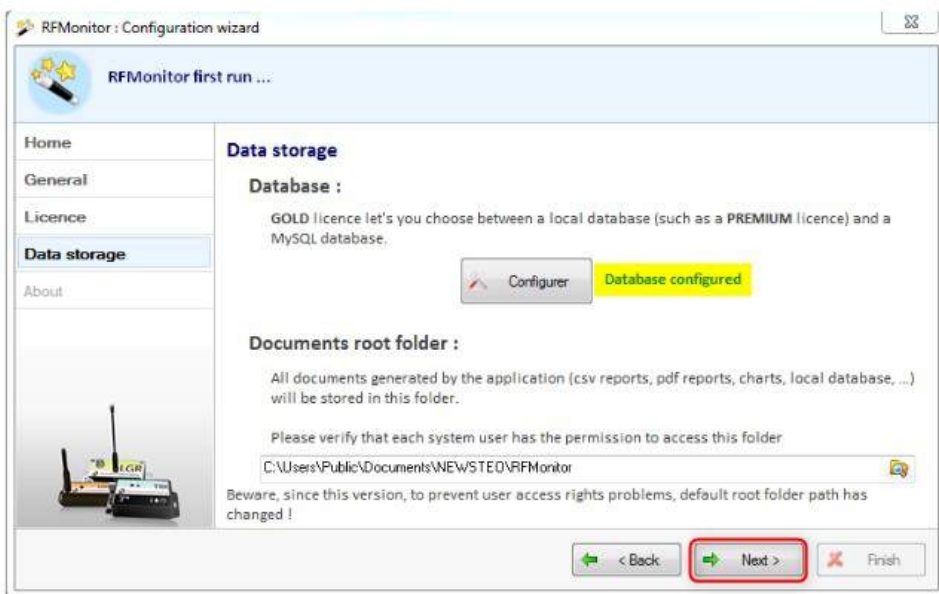 RFMonitor : Configuration wizard
RFMonitor first run ...
Home
General
Licence
Data storage
About
Data storage
Database :
GOLD licence let's you choose between a local database (such as a PREMIUM licence) and a
MySQL database.
Configurer
Database configured
Documents root folder :
All documents generated by the application (csv reports, pdf reports, charts, local database, ...)
will be stored in this folder.
Please verify that each system user has the permission to access this folder
C:\Users\Public\Documents\NEWSTEO\RFMonitor
Beware, since this version, to prevent user access rights problems, default root folder path has
changed !
LGR
< Back
Next >
Finish